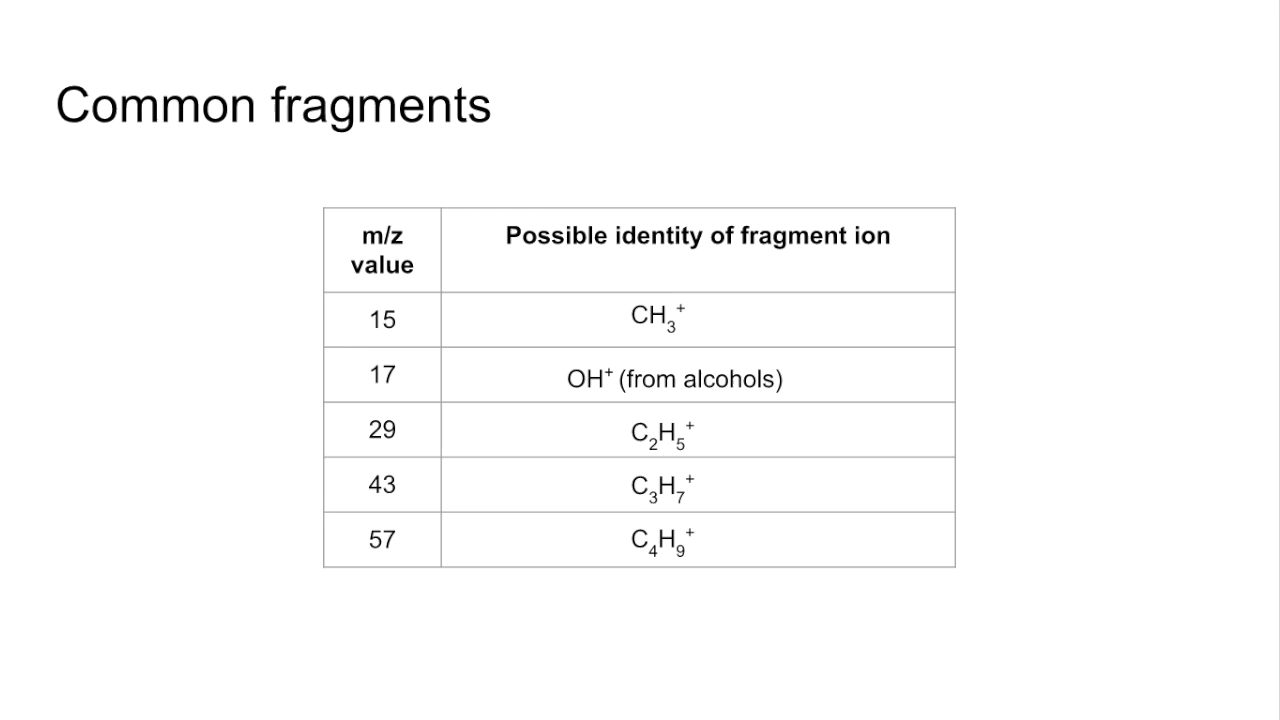 Common fragments
m/z value Possible identity of fragment ion
15 CH₃⁺
17 OH⁺ (from alcohols)
29 C₂H₅⁺
43 C₃H₇⁺
57 C₄H₉⁺